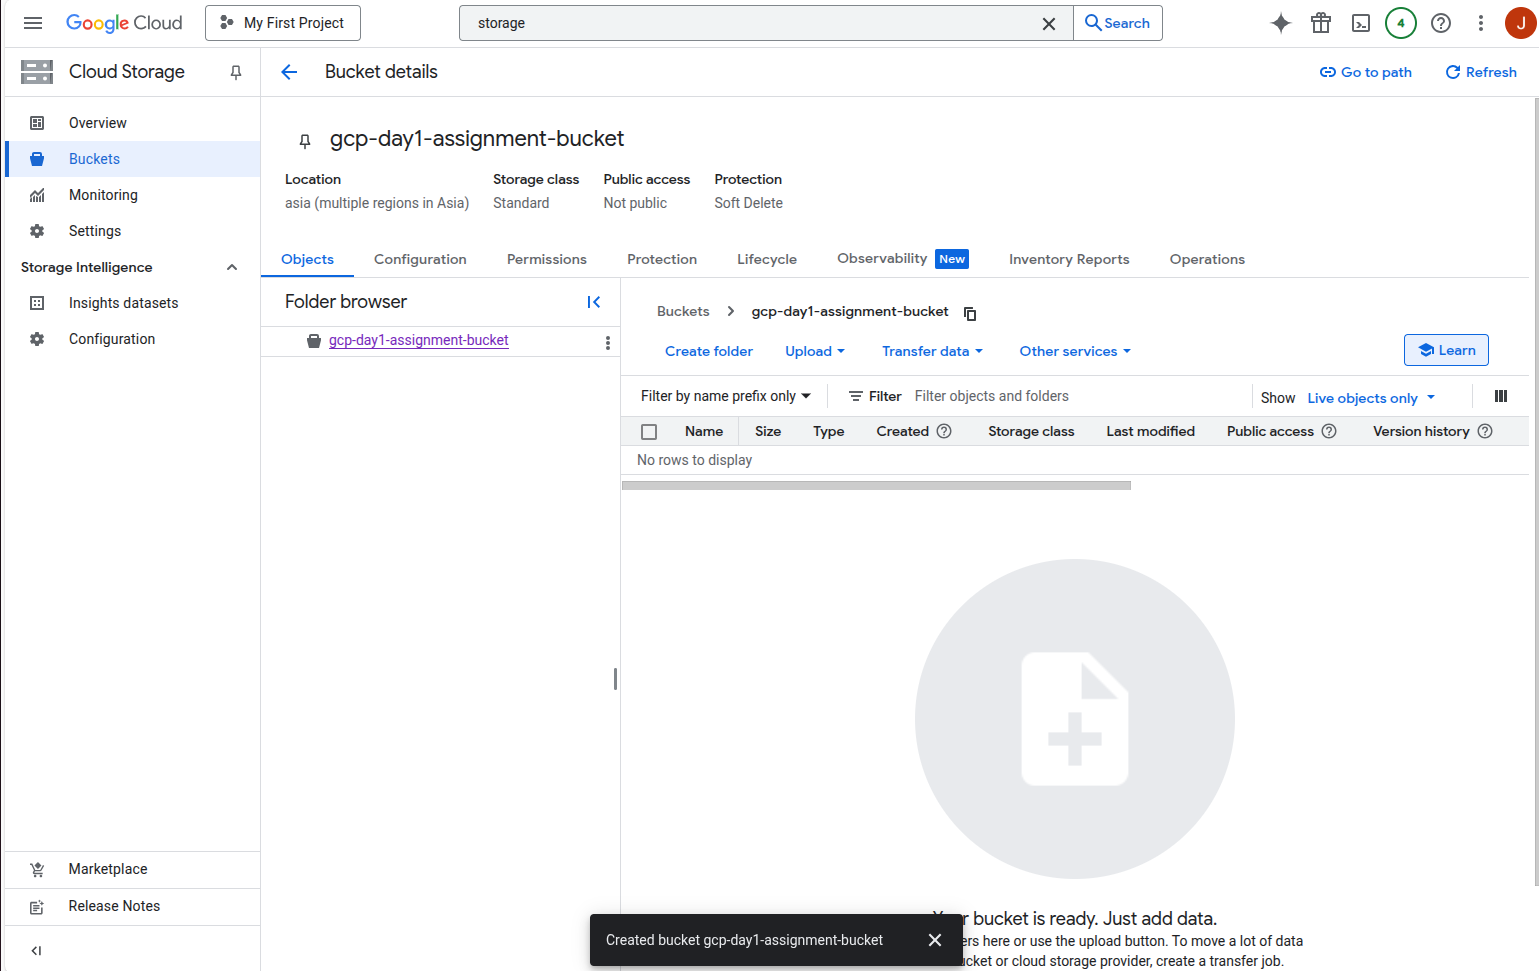 Google Cloud
My First Project
storage
Search
4
J
Cloud Storage
Bucket details
Go to path
Refresh
Overview
Buckets
Monitoring
Settings
Storage Intelligence
Insights datasets
Configuration
Marketplace
Release Notes
gcp-day1-assignment-bucket
Location
asia (multiple regions in Asia)
Storage class
Standard
Public access
Not public
Protection
Soft Delete
Objects
Configuration
Permissions
Protection
Lifecycle
Observability New
Inventory Reports
Operations
Folder browser
gcp-day1-assignment-bucket
Buckets > gcp-day1-assignment-bucket
Create folder
Upload
Transfer data
Other services
Learn
Filter by name prefix only
Filter Filter objects and folders
Show Live objects only
Name
Size
Type
Created
Storage class
Last modified
Public access
Version history
No rows to display
bucket is ready. Just add data.
here or use the upload button. To move a lot of data
or cloud storage provider, create a transfer job.
Created bucket gcp-day1-assignment-bucket